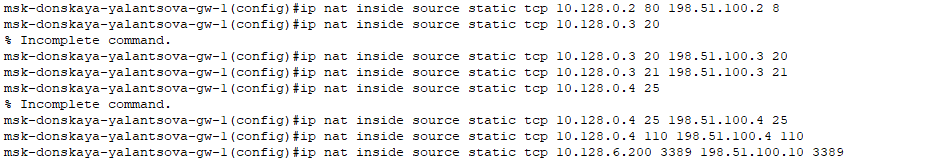 msk-donskaya-yalantsova-gw-1(config)#ip nat inside source static tcp 10.128.0.2 80 198.51.100.2 8
msk-donskaya-yalantsova-gw-1(config)#ip nat inside source static tcp 10.128.0.3 20
% Incomplete command.
msk-donskaya-yalantsova-gw-1(config)#ip nat inside source static tcp 10.128.0.3 20 198.51.100.3 20
msk-donskaya-yalantsova-gw-1(config)#ip nat inside source static tcp 10.128.0.3 21 198.51.100.3 21
msk-donskaya-yalantsova-gw-1(config)#ip nat inside source static tcp 10.128.0.4 25
% Incomplete command.
msk-donskaya-yalantsova-gw-1(config)#ip nat inside source static tcp 10.128.0.4 25 198.51.100.4 25
msk-donskaya-yalantsova-gw-1(config)#ip nat inside source static tcp 10.128.0.4 110 198.51.100.4 110
msk-donskaya-yalantsova-gw-1(config)#ip nat inside source static tcp 10.128.6.200 3389 198.51.100.10 3389